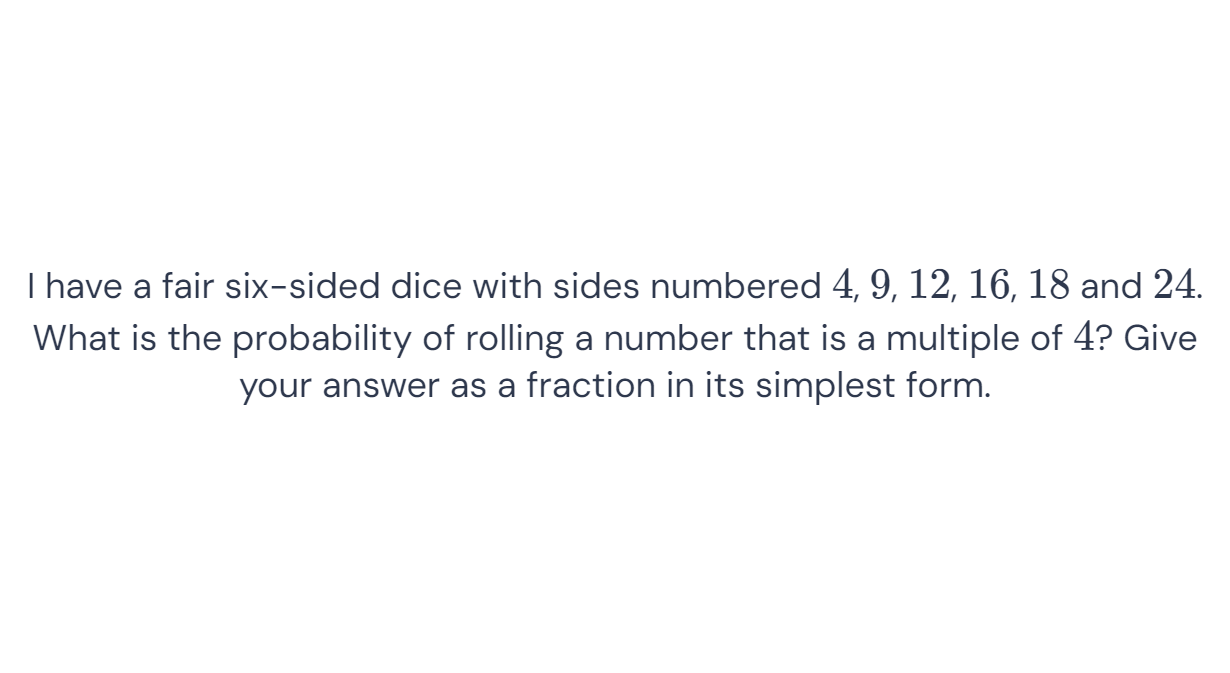 I have a fair six-sided dice with sides numbered 4, 9, 12, 16, 18 and 24.
What is the probability of rolling a number that is a multiple of 4? Give
your answer as a fraction in its simplest form.